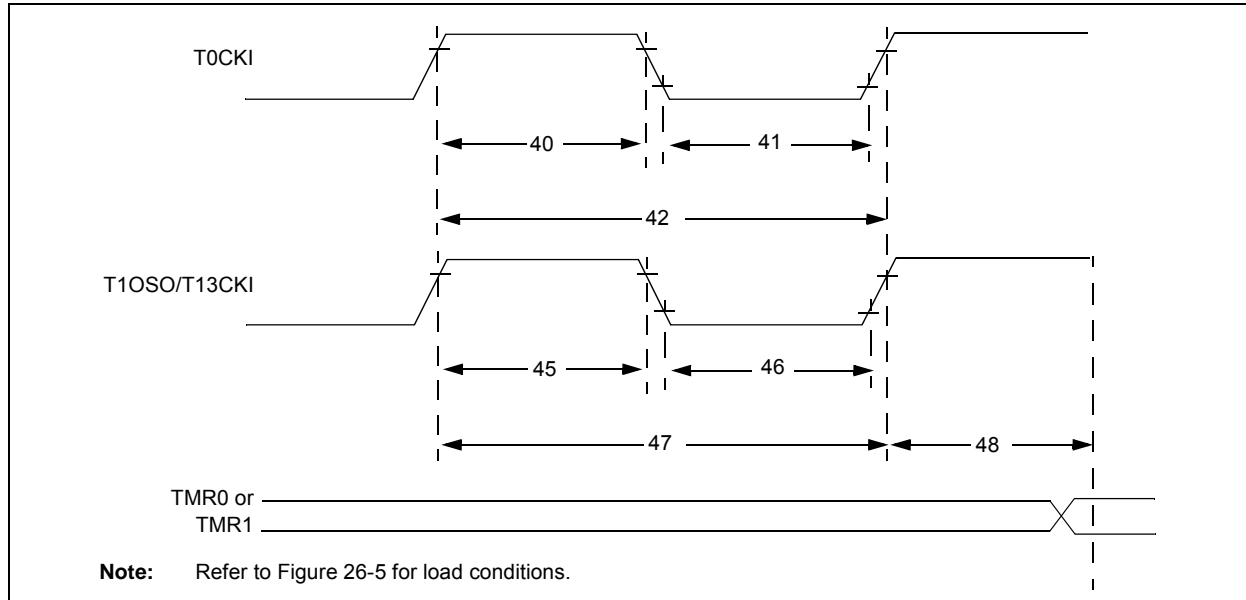 T0CKI
40
41
42
T1OSO/T13CKI
45
46
47
48
TMR0 or
TMR1
Note: Refer to Figure 26-5 for load conditions.